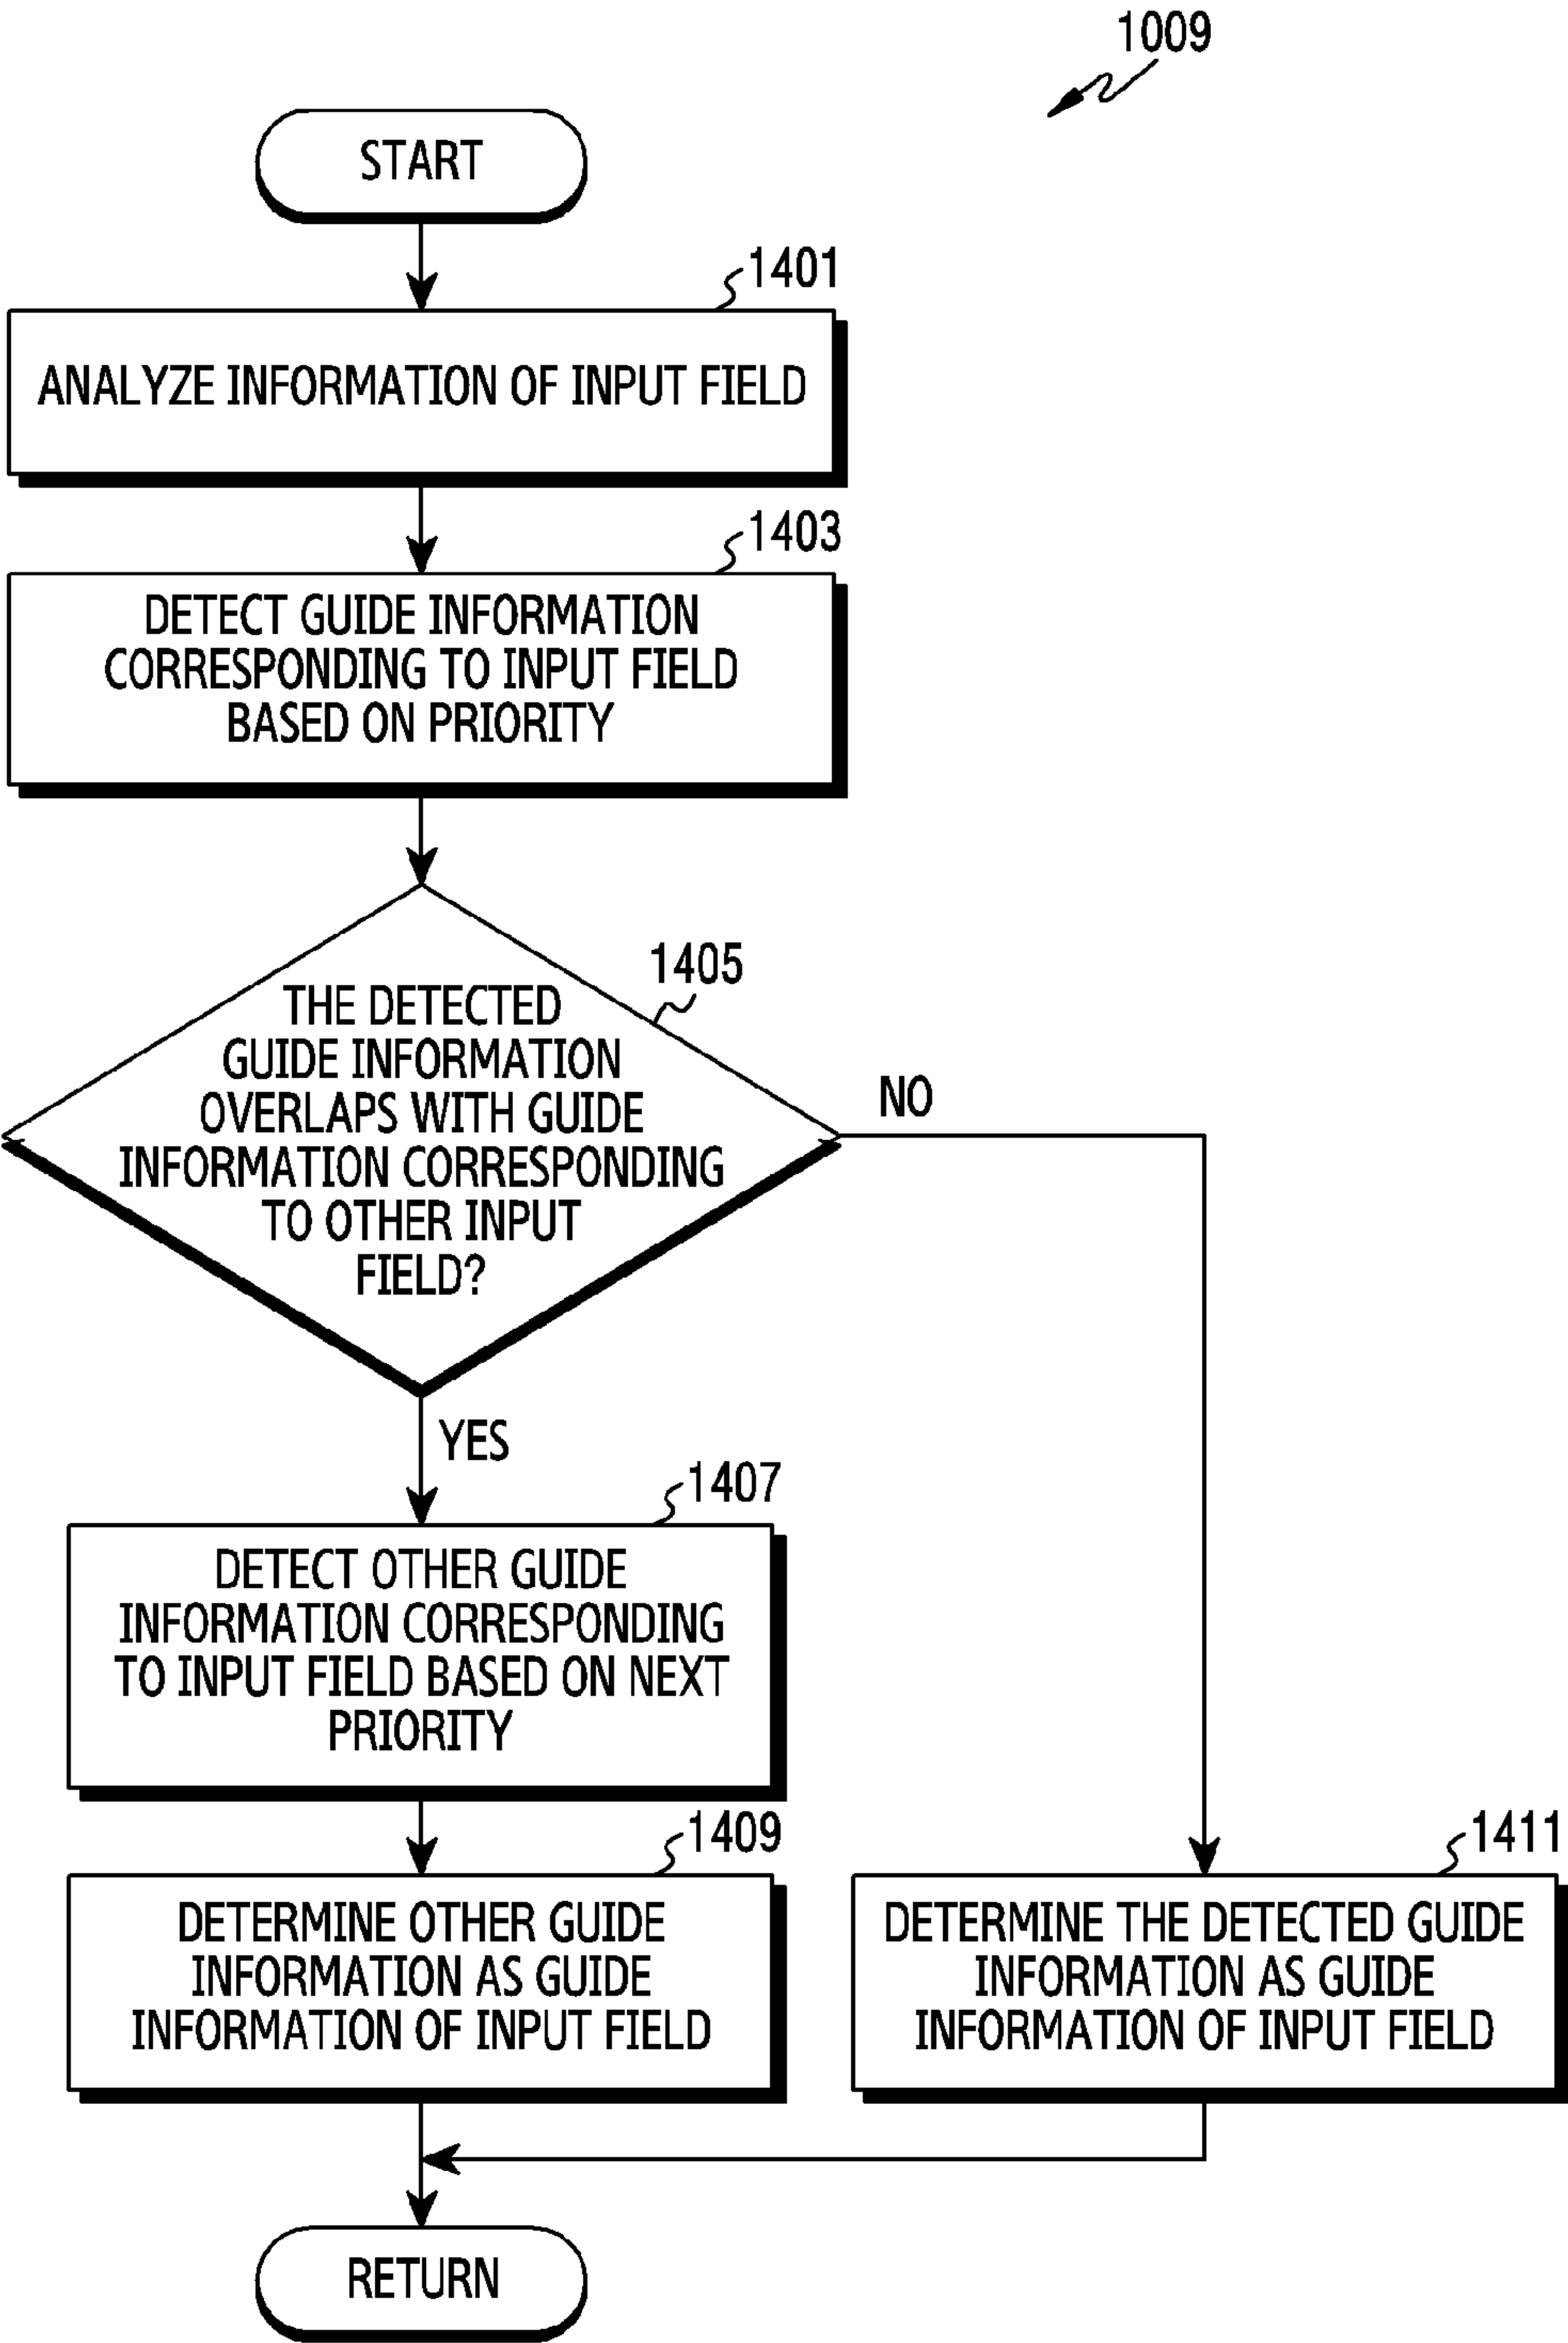 1009
START
1401
ANALYZE INFORMATION OF INPUT FIELD
1403
DETECT GUIDE INFORMATION
CORRESPONDING TO INPUT FIELD
BASED ON PRIORITY
1405
THE DETECTED
GUIDE INFORMATION
OVERLAPS WITH GUIDE
INFORMATION CORRESPONDING
TO OTHER INPUT
FIELD?
NO
YES
1407
DETECT OTHER GUIDE
INFORMATION CORRESPONDING
TO INPUT FIELD BASED ON NEXT
PRIORITY
1409
DETERMINE OTHER GUIDE
INFORMATION AS GUIDE
INFORMATION OF INPUT FIELD
1411
DETERMINE THE DETECTED GUIDE
INFORMATION AS GUIDE
INFORMATION OF INPUT FIELD
RETURN